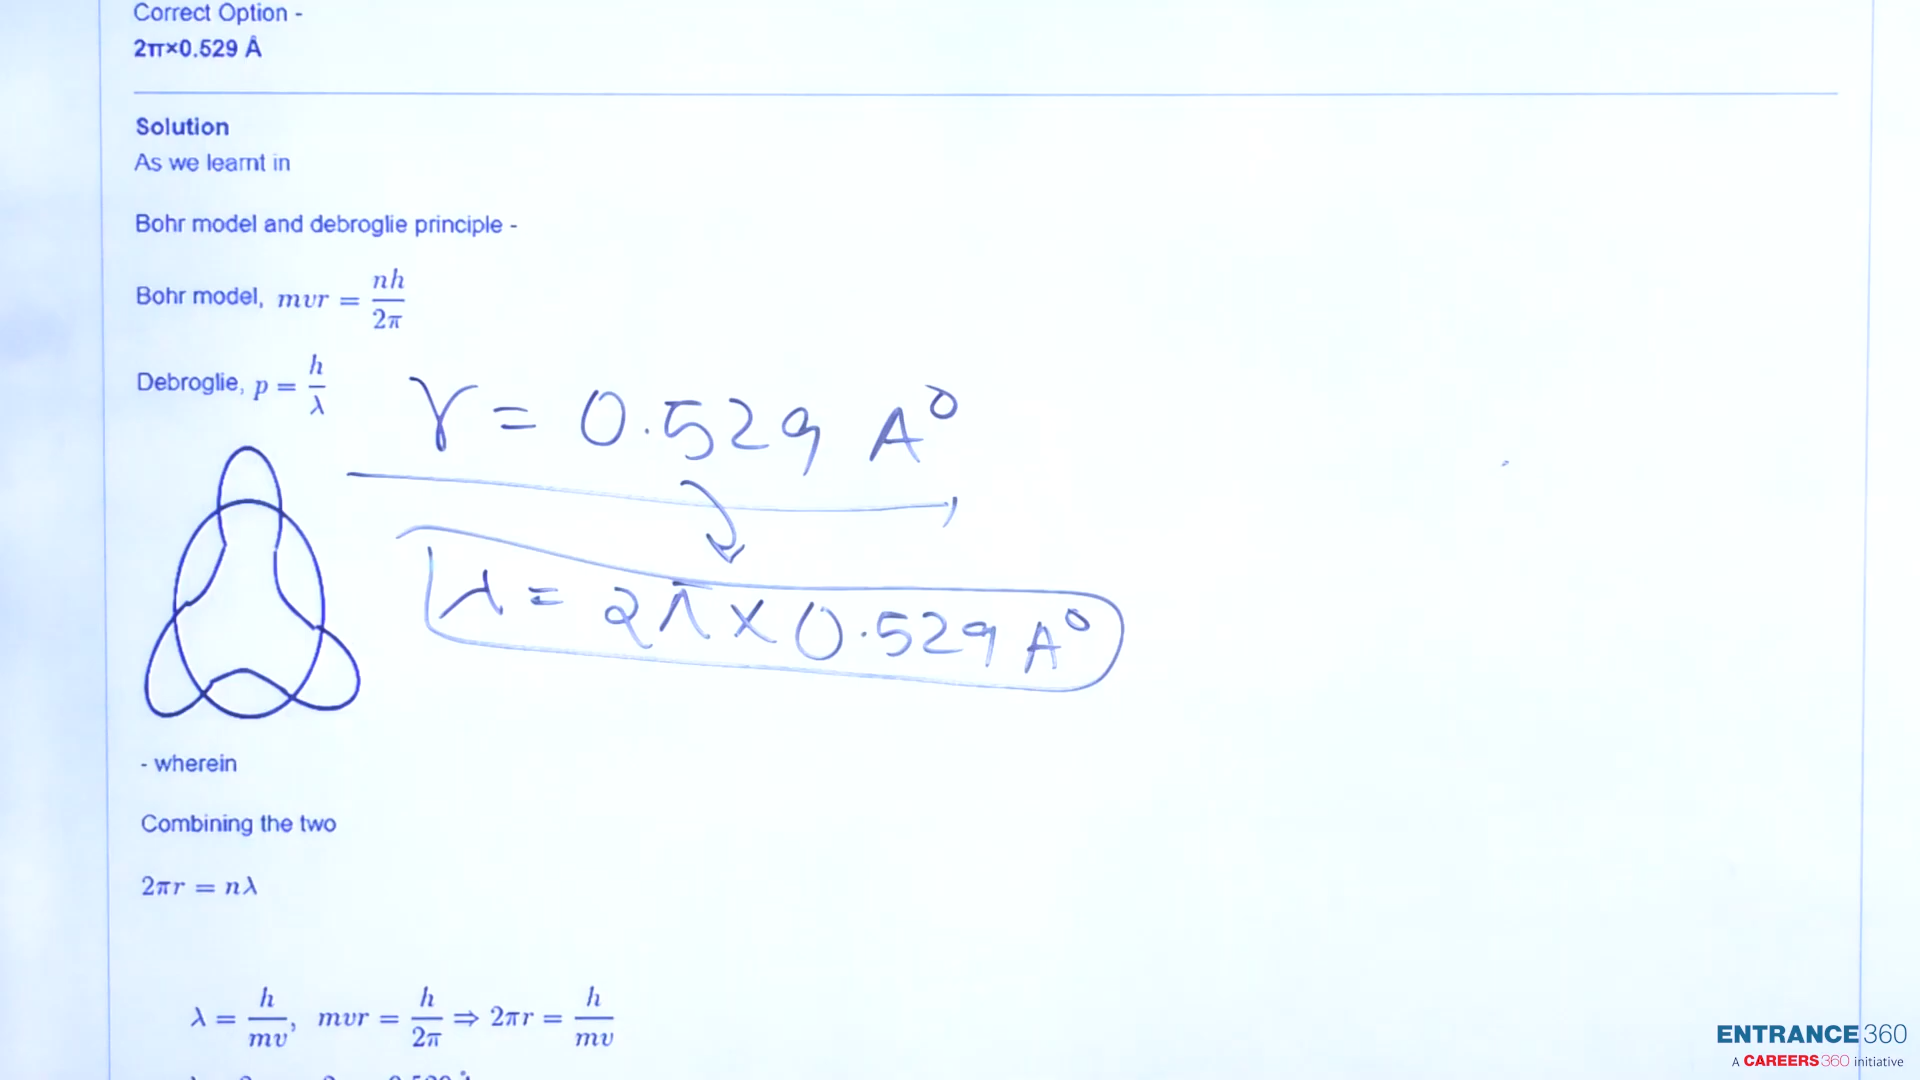 Correct Option -
2π×0.529 Å
Solution
As we learnt in
Bohr model and debroglie principle -
Bohr model, mvr = nh/2π
Debroglie, p = h/λ
r = 0.529 A⁰
λ = 2π × 0.529 A⁰
- wherein
Combining the two
2πr = nλ
λ = h/mv, mvr = h/2π ⇒ 2πr = h/mv
ENTRANCE360
A CAREERS360 initiative